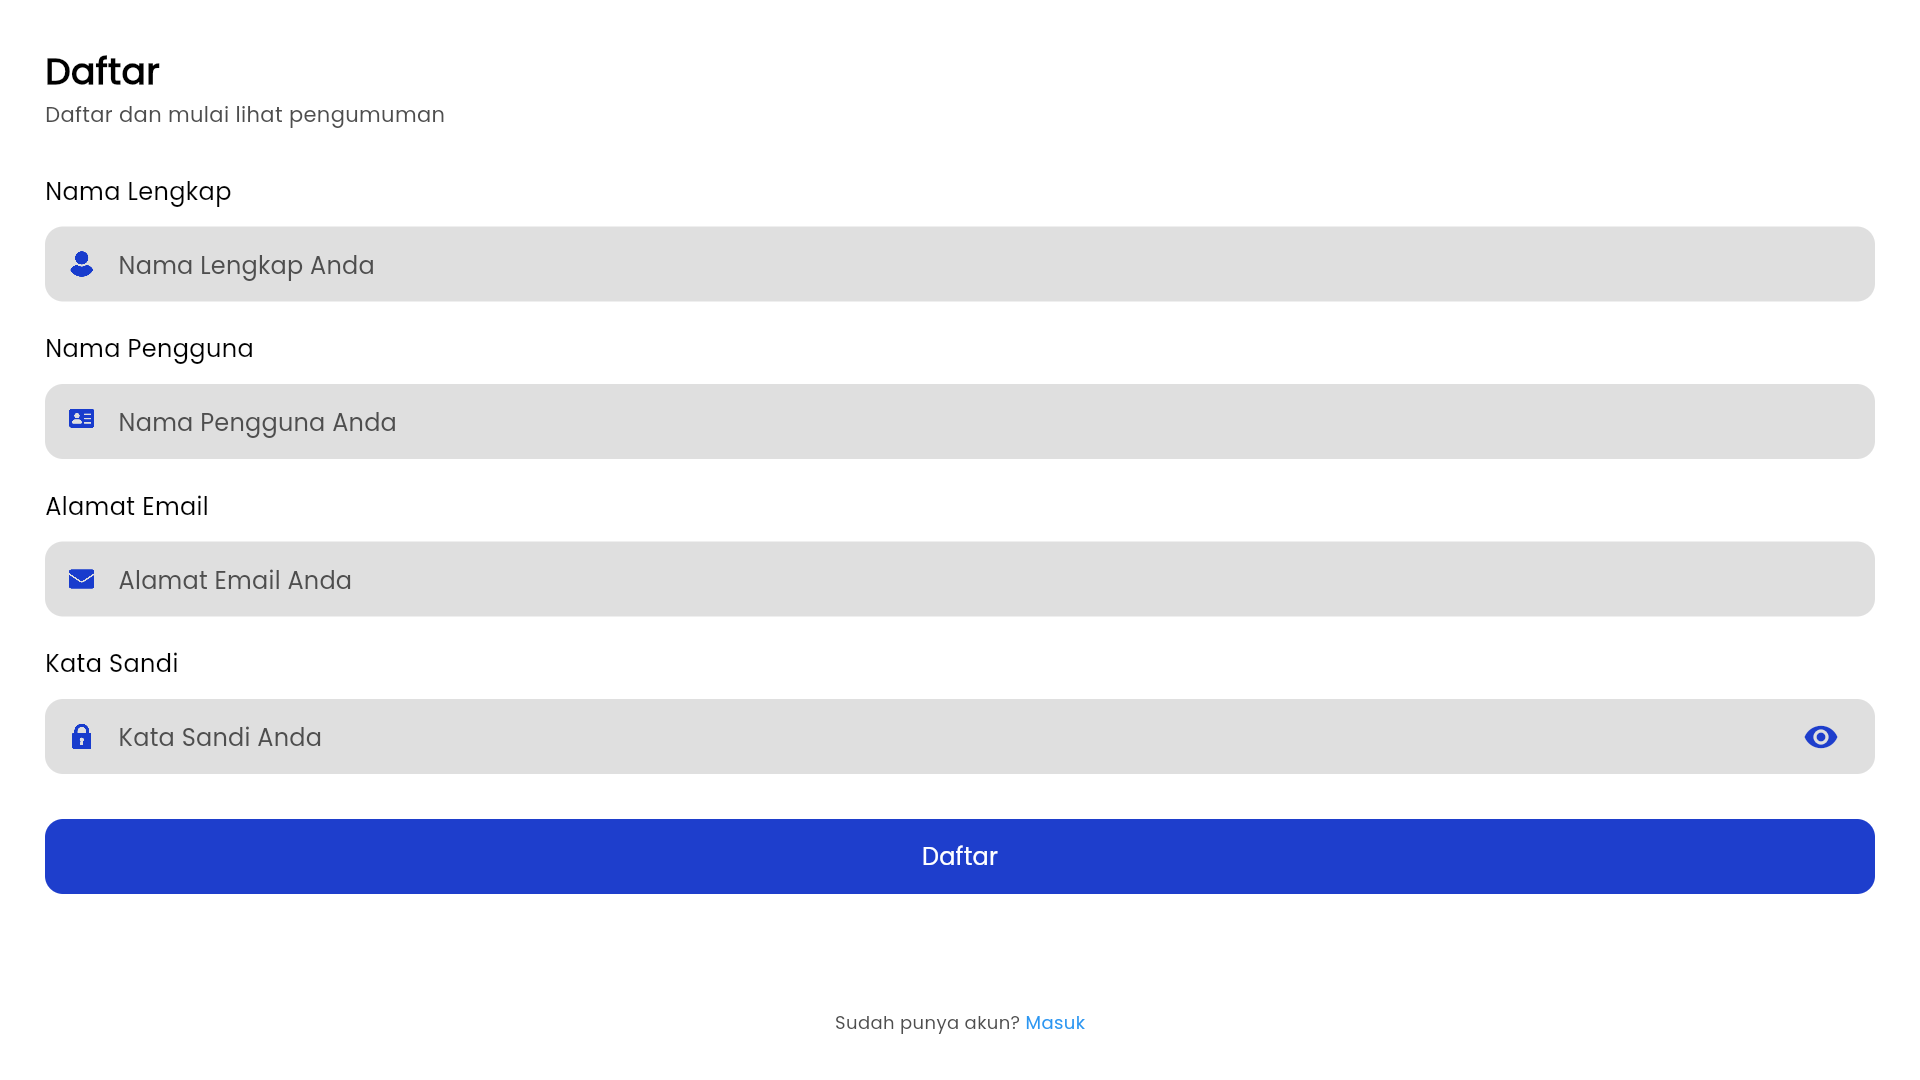 Daftar
Daftar dan mulai lihat pengumuman
Nama Lengkap
Nama Lengkap Anda
Nama Pengguna
Nama Pengguna Anda
Alamat Email
Alamat Email Anda
Kata Sandi
Kata Sandi Anda
Daftar
Sudah punya akun? Masuk